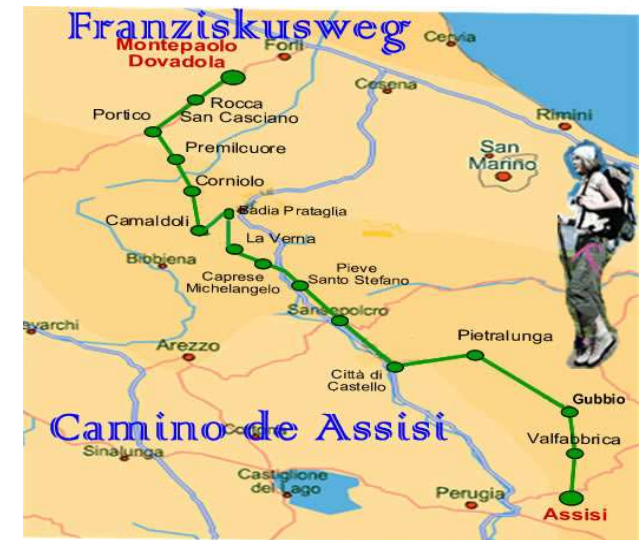 Franziskusweg
Montepaolo
Dovadola
Forlì
Cervia
Cesena
Rocca
San Casciano
Portico
Rimini
Premilcuore
San
Marino
Corniolo
Badia Prataglia
Camaldoli
La Verna
Bibbiena
Caprese
Michelangelo
Pieve
Santo Stefano
Sansepolcro
evarchi
Arezzo
Pietralunga
Città di
Castello
Gubbio
Camino de Assisi
Valfabbrica
Sinalunga
Castiglione
del Lago
Perugia
Assisi